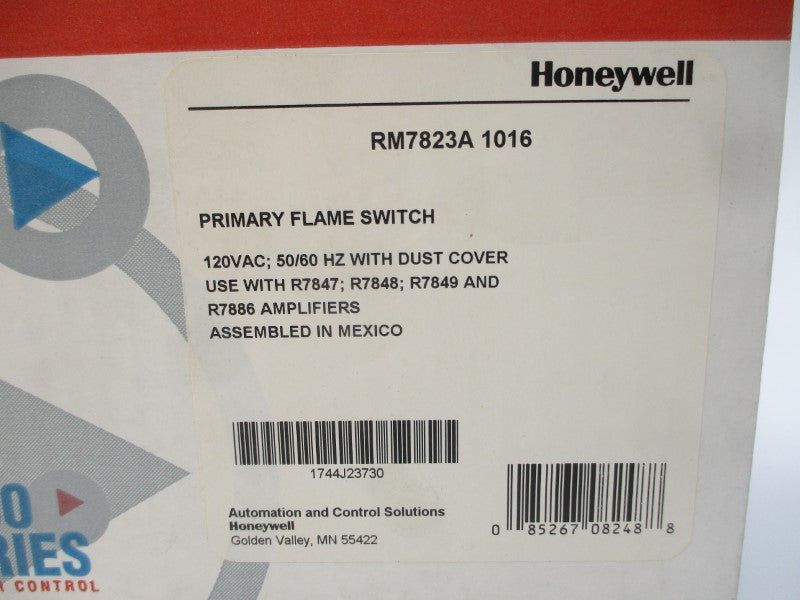 Honeywell
RM7823A 1016
PRIMARY FLAME SWITCH
120VAC; 50/60 HZ WITH DUST COVER
USE WITH R7847; R7848; R7849 AND
R7886 AMPLIFIERS
ASSEMBLED IN MEXICO
1744J23730
Automation and Control Solutions
Honeywell
Golden Valley, MN 55422
0 85267 08248 8
CONTROL